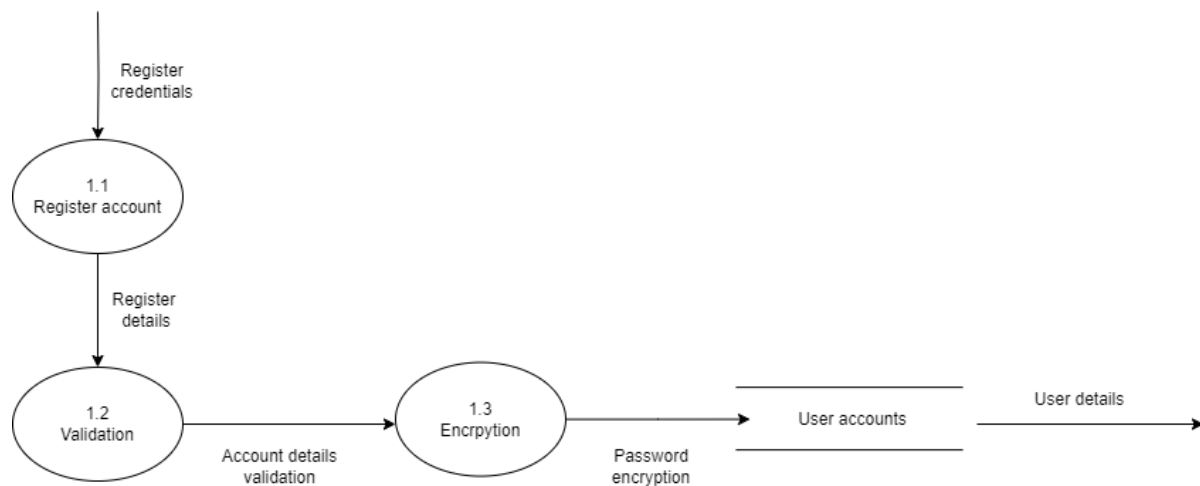 Register
credentials
1.1
Register account
Register
details
1.2
Validation
Account details
validation
1.3
Encrpytion
Password
encryption
User accounts
User details